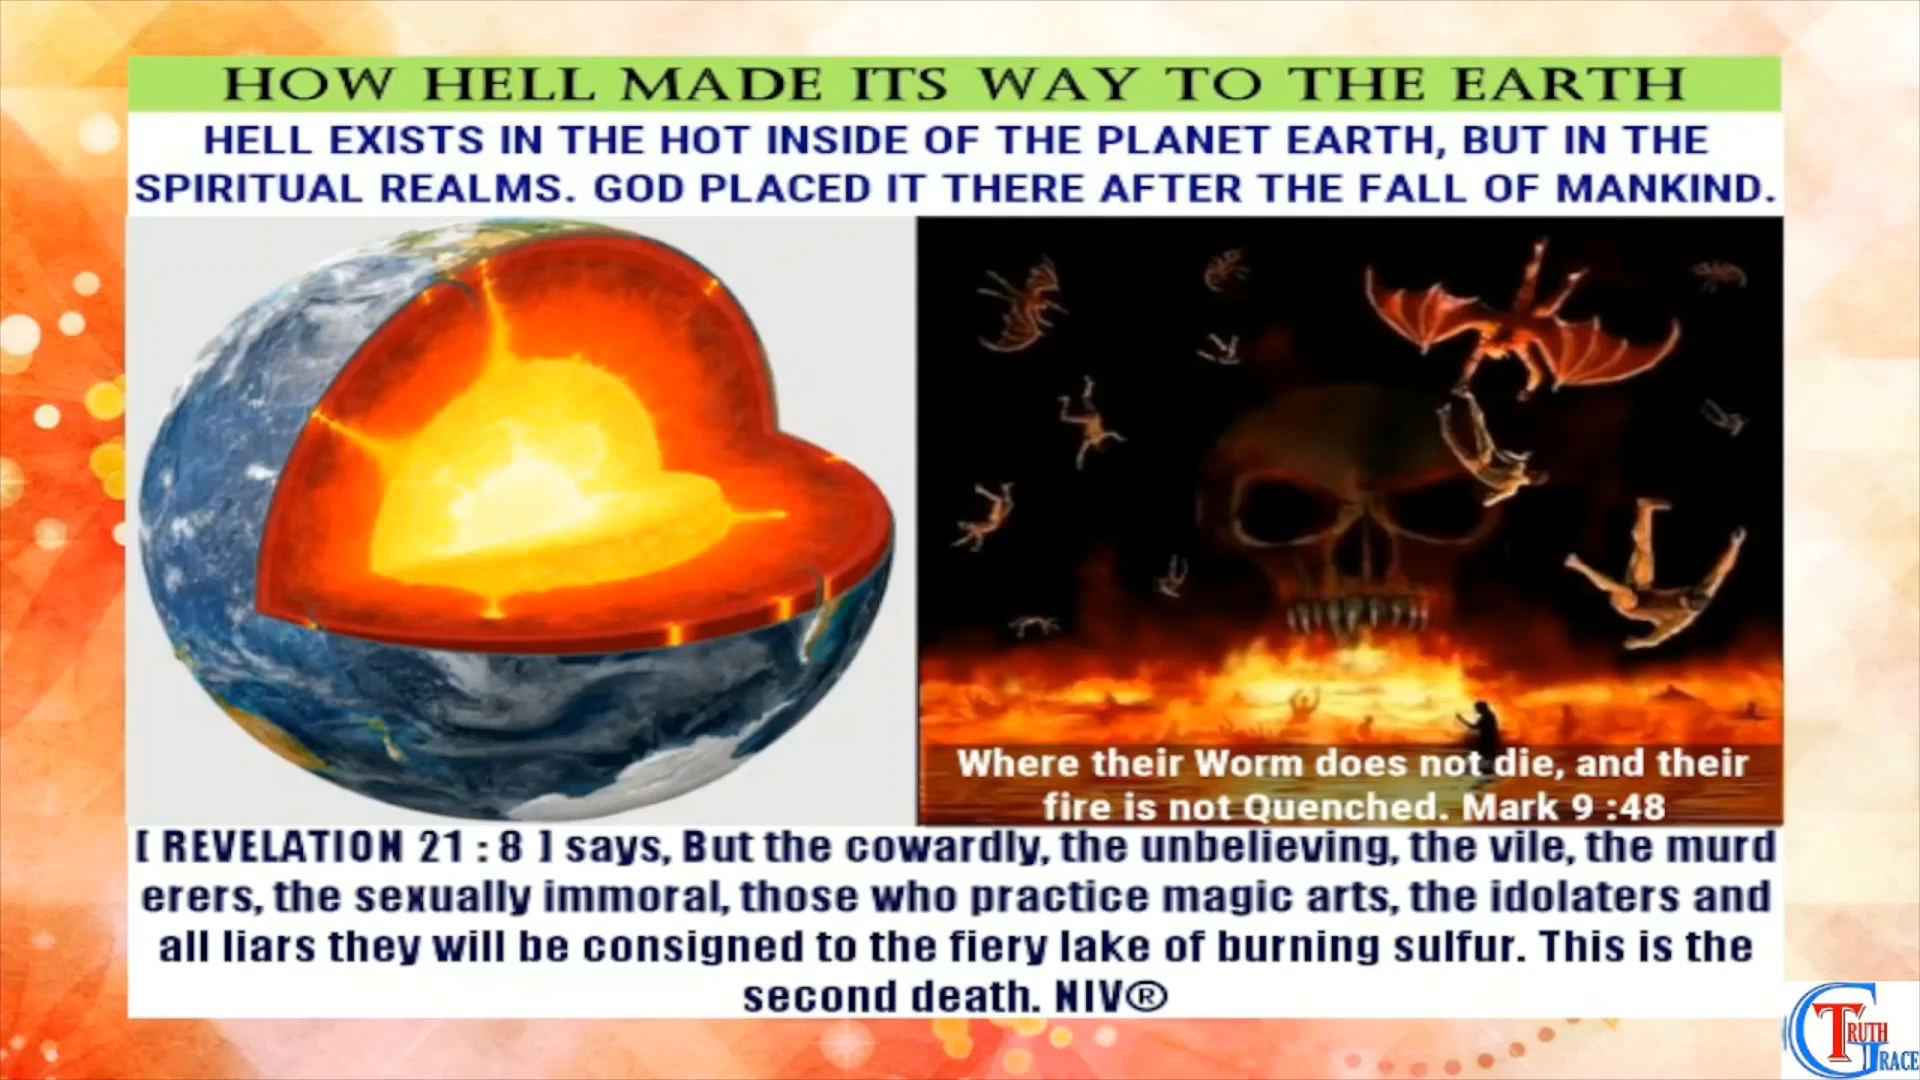 HOW HELL MADE ITS WAY TO THE EARTH
HELL EXISTS IN THE HOT INSIDE OF THE PLANET EARTH, BUT IN THE
SPIRITUAL REALMS. GOD PLACED IT THERE AFTER THE FALL OF MANKIND.
Where their Worm does not die, and their
fire is not Quenched. Mark 9 :48
[ REVELATION 21 : 8 ] says, But the cowardly, the unbelieving, the vile, the murd
erers, the sexually immoral, those who practice magic arts, the idolaters and
all liars they will be consigned to the fiery lake of burning sulfur. This is the
second death. NIV®
TRUTH
GRACE